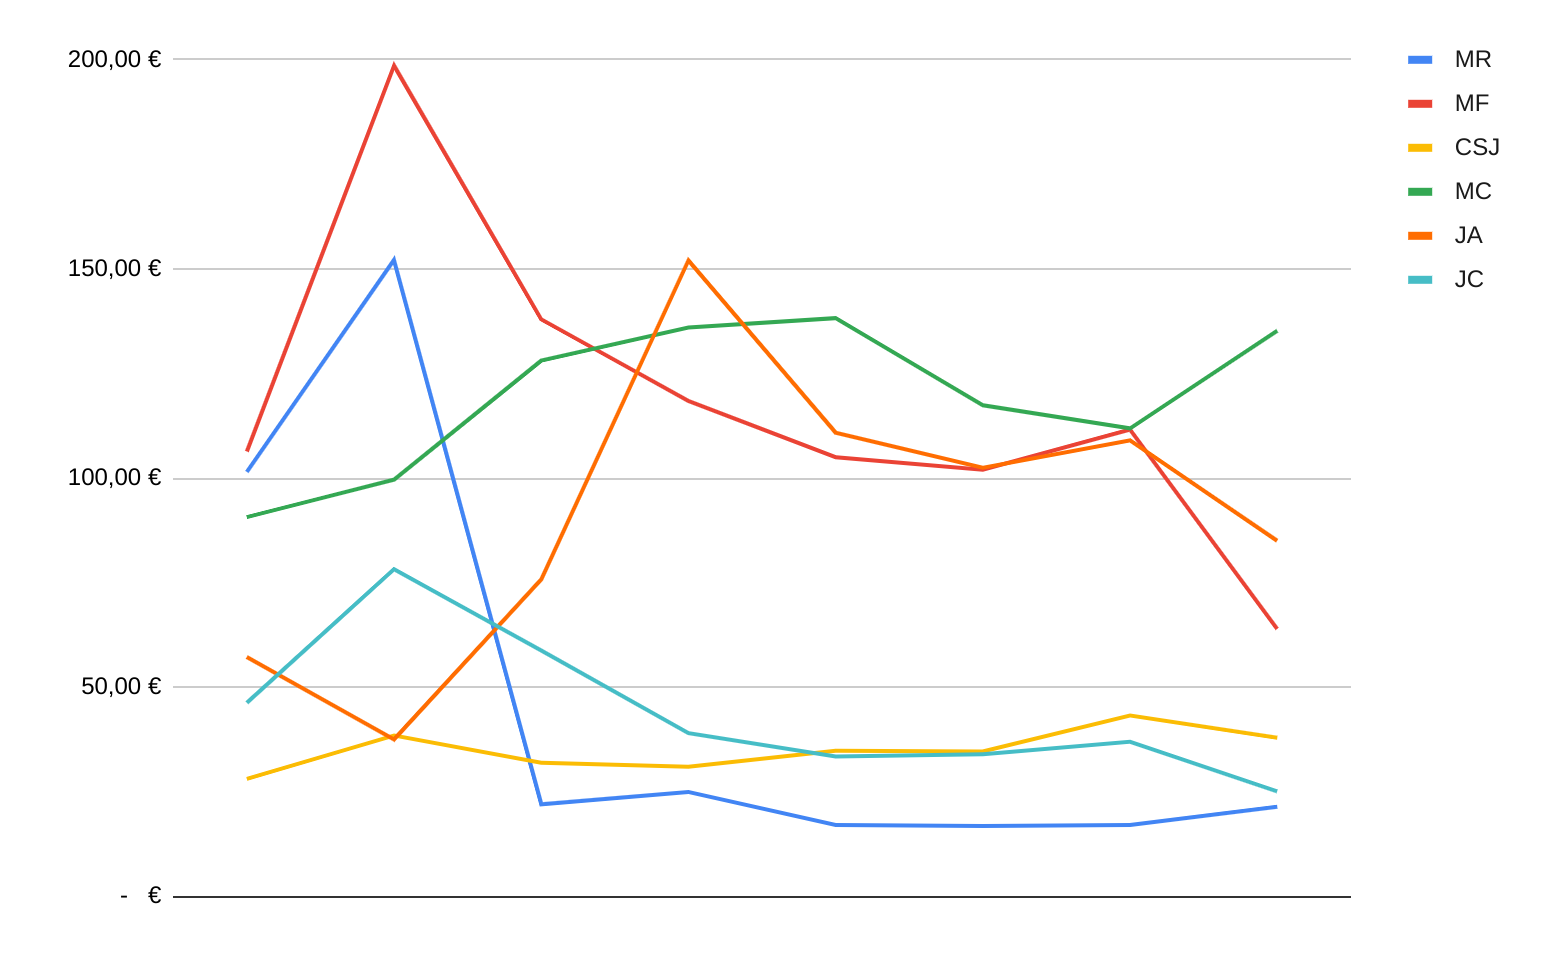 200,00 €
150,00 €
100,00 €
50,00 €
- €
MR
MF
CSJ
MC
JA
JC